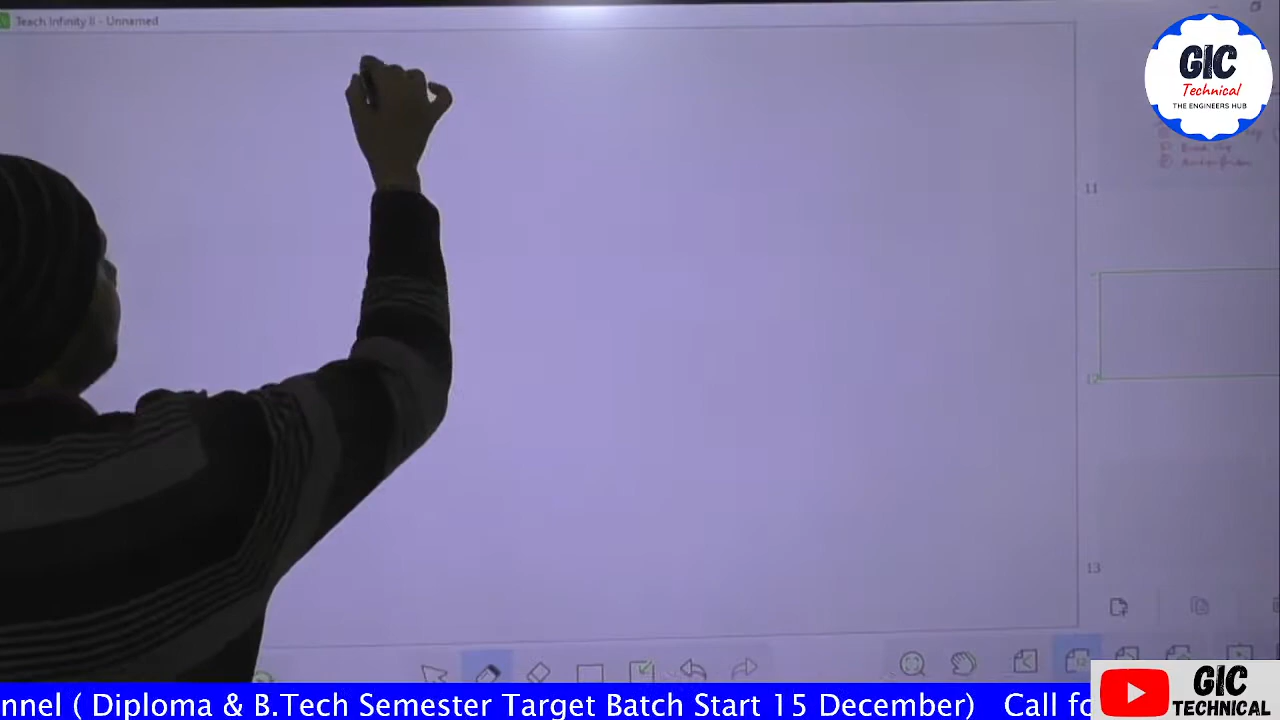 Teach Infinity II - Unnamed
GIC
Technical
THE ENGINEERS HUB
11
12
13
nnel ( Diploma & B.Tech Semester Target Batch Start 15 December) Call fo
GIC
TECHNICAL